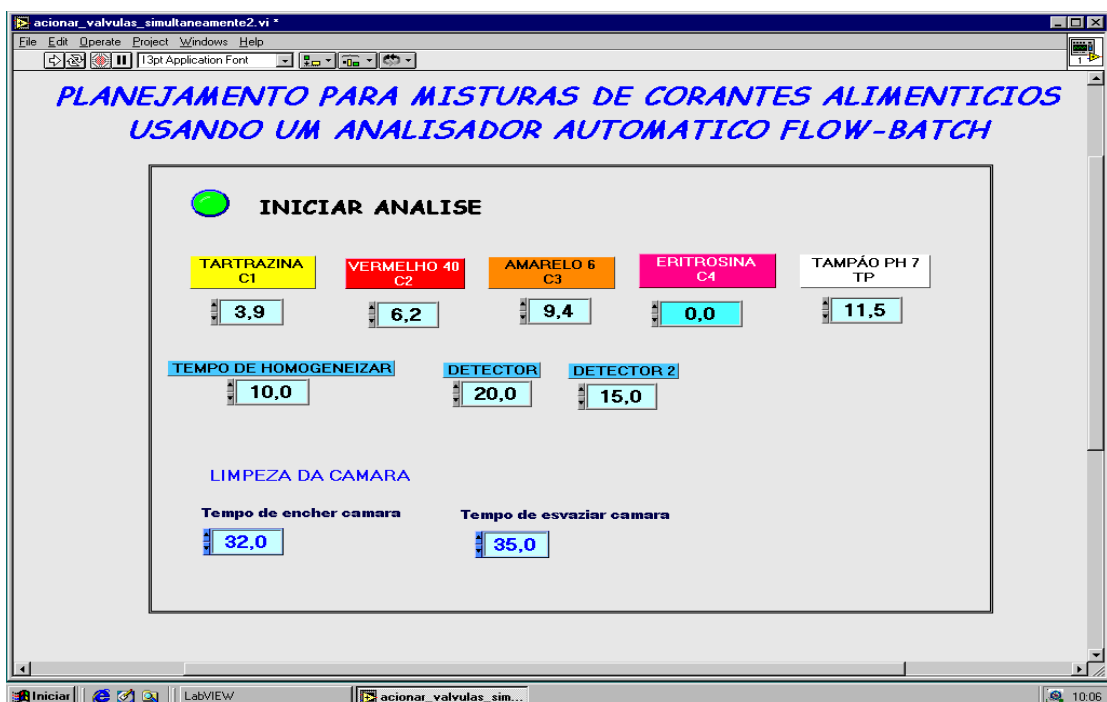 acionar_valvulas_simultaneamente2.vi *
File Edit Operate Project Windows Help
13pt Application Font
1
PLANEJAMENTO PARA MISTURAS DE CORANTES ALIMENTICIOS
USANDO UM ANALISADOR AUTOMATICO FLOW-BATCH
INICIAR ANALISE
TARTRAZINA
C1
VERMELHO 40
C2
AMARELO 6
C3
ERITROSINA
C4
TAMPÁO PH 7
TP
3,9
6,2
9,4
0,0
11,5
TEMPO DE HOMOGENEIZAR
DETECTOR
DETECTOR 2
10,0
20,0
15,0
LIMPEZA DA CAMARA
Tempo de encher camara
Tempo de esvaziar camara
32,0
35,0
Iniciar
LabVIEW
acionar_valvulas_sim...
10:06